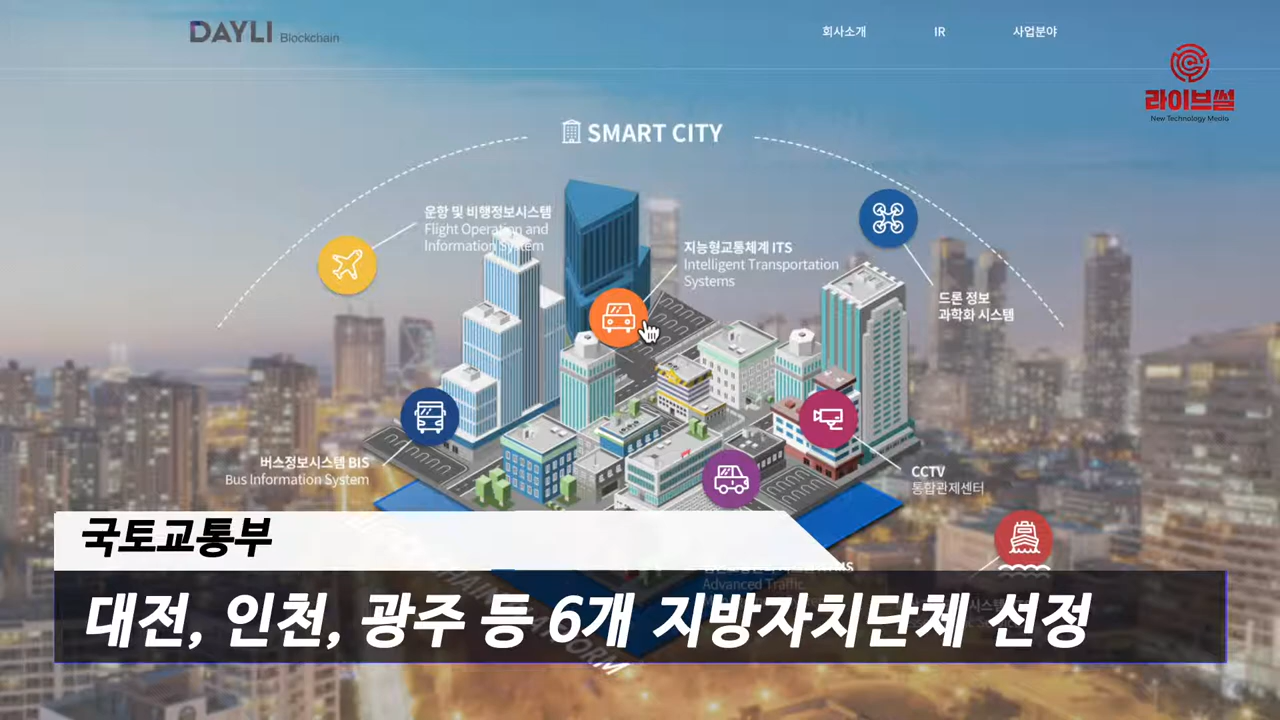 DAYLI Blockchain
회사소개 IR 사업분야
라이브썰
New Technology Media
SMART CITY
운항 및 비행정보시스템
Flight Operation and
Information System
지능형교통체계 ITS
Intelligent Transportation
Systems
드론 정보
과학화 시스템
버스정보시스템 BIS
Bus Information System
CCTV
통합관제센터
Advanced Traffic
국토교통부
대전, 인천, 광주 등 6개 지방자치단체 선정